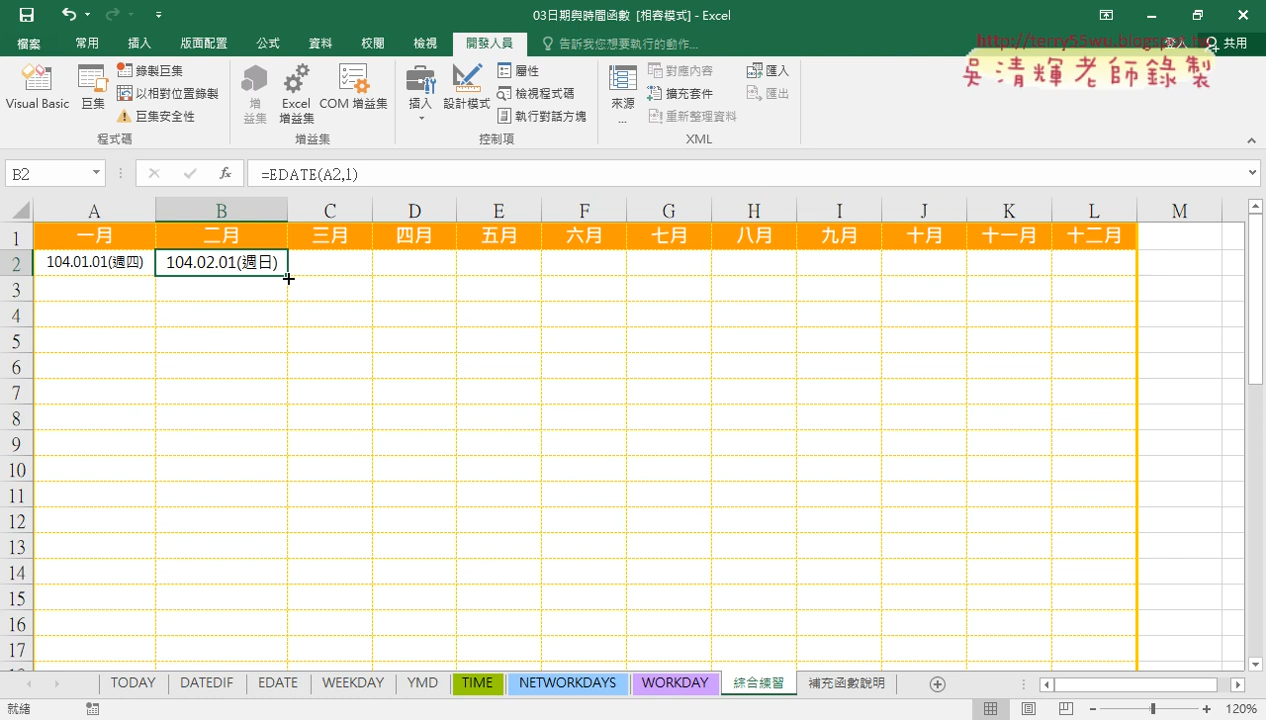 03日期與時間函數 [相容模式] - Excel
檔案 常用 插入 版面配置 公式 資料 校閱 檢視 開發人員 告訴我您想要執行的動作... 登入 共用
http://terry55wu.blogspot.tw
吳清輝老師錄製
Visual Basic 巨集 錄製巨集 以相對位置錄製 巨集安全性 程式碼
增益集 Excel 增益集 COM 增益集 增益集
插入 設計模式 屬性 檢視程式碼 執行對話方塊 控制項
來源... 對應內容 擴充套件 重新整理資料 匯入 匯出 XML
B2 fx =EDATE(A2,1)
A B C D E F G H I J K L M
1 一月 二月 三月 四月 五月 六月 七月 八月 九月 十月 十一月 十二月
2 104.01.01(週四) 104.02.01(週日)
3
4
5
6
7
8
9
10
11
12
13
14
15
16
17
TODAY DATEDIF EDATE WEEKDAY YMD TIME NETWORKDAYS WORKDAY 綜合練習 補充函數說明
就緒 120%